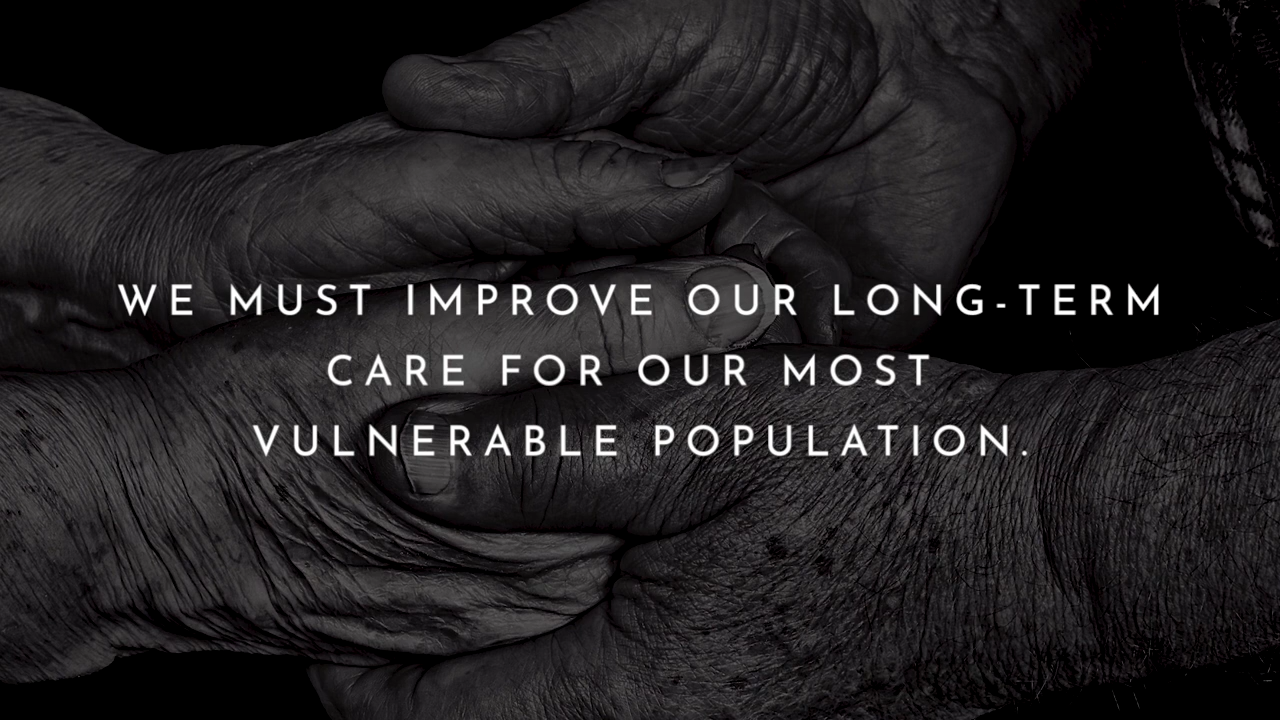 WE MUST IMPROVE OUR LONG-TERM
CARE FOR OUR MOST
VULNERABLE POPULATION.